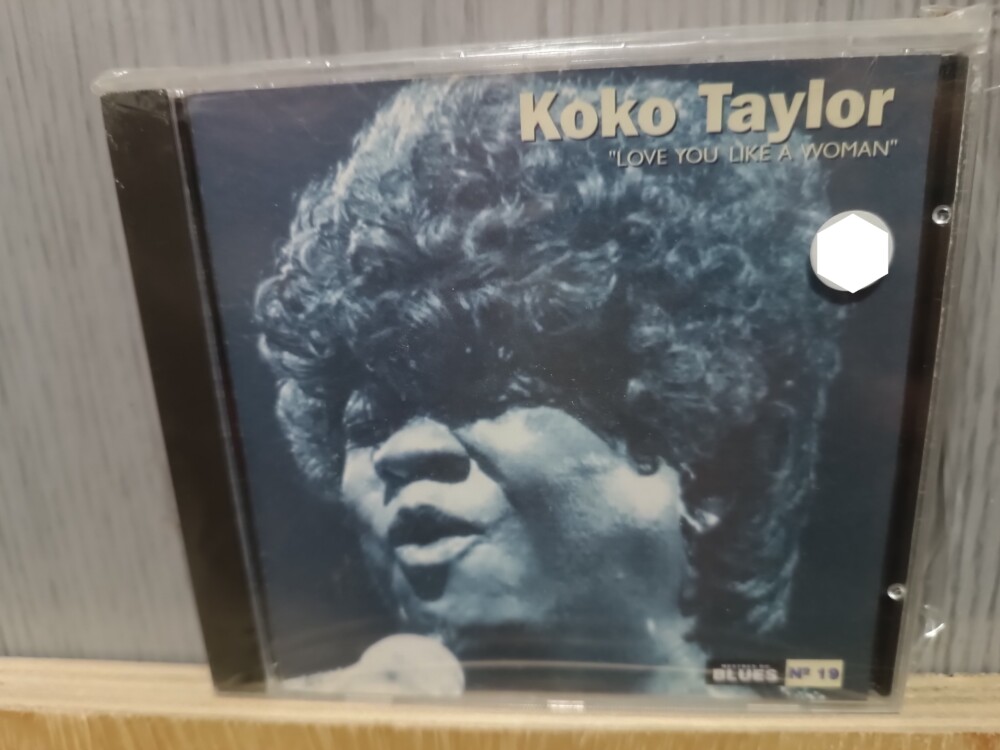 Koko Taylor
"LOVE YOU LIKE A WOMAN"
BLUES Nº 19